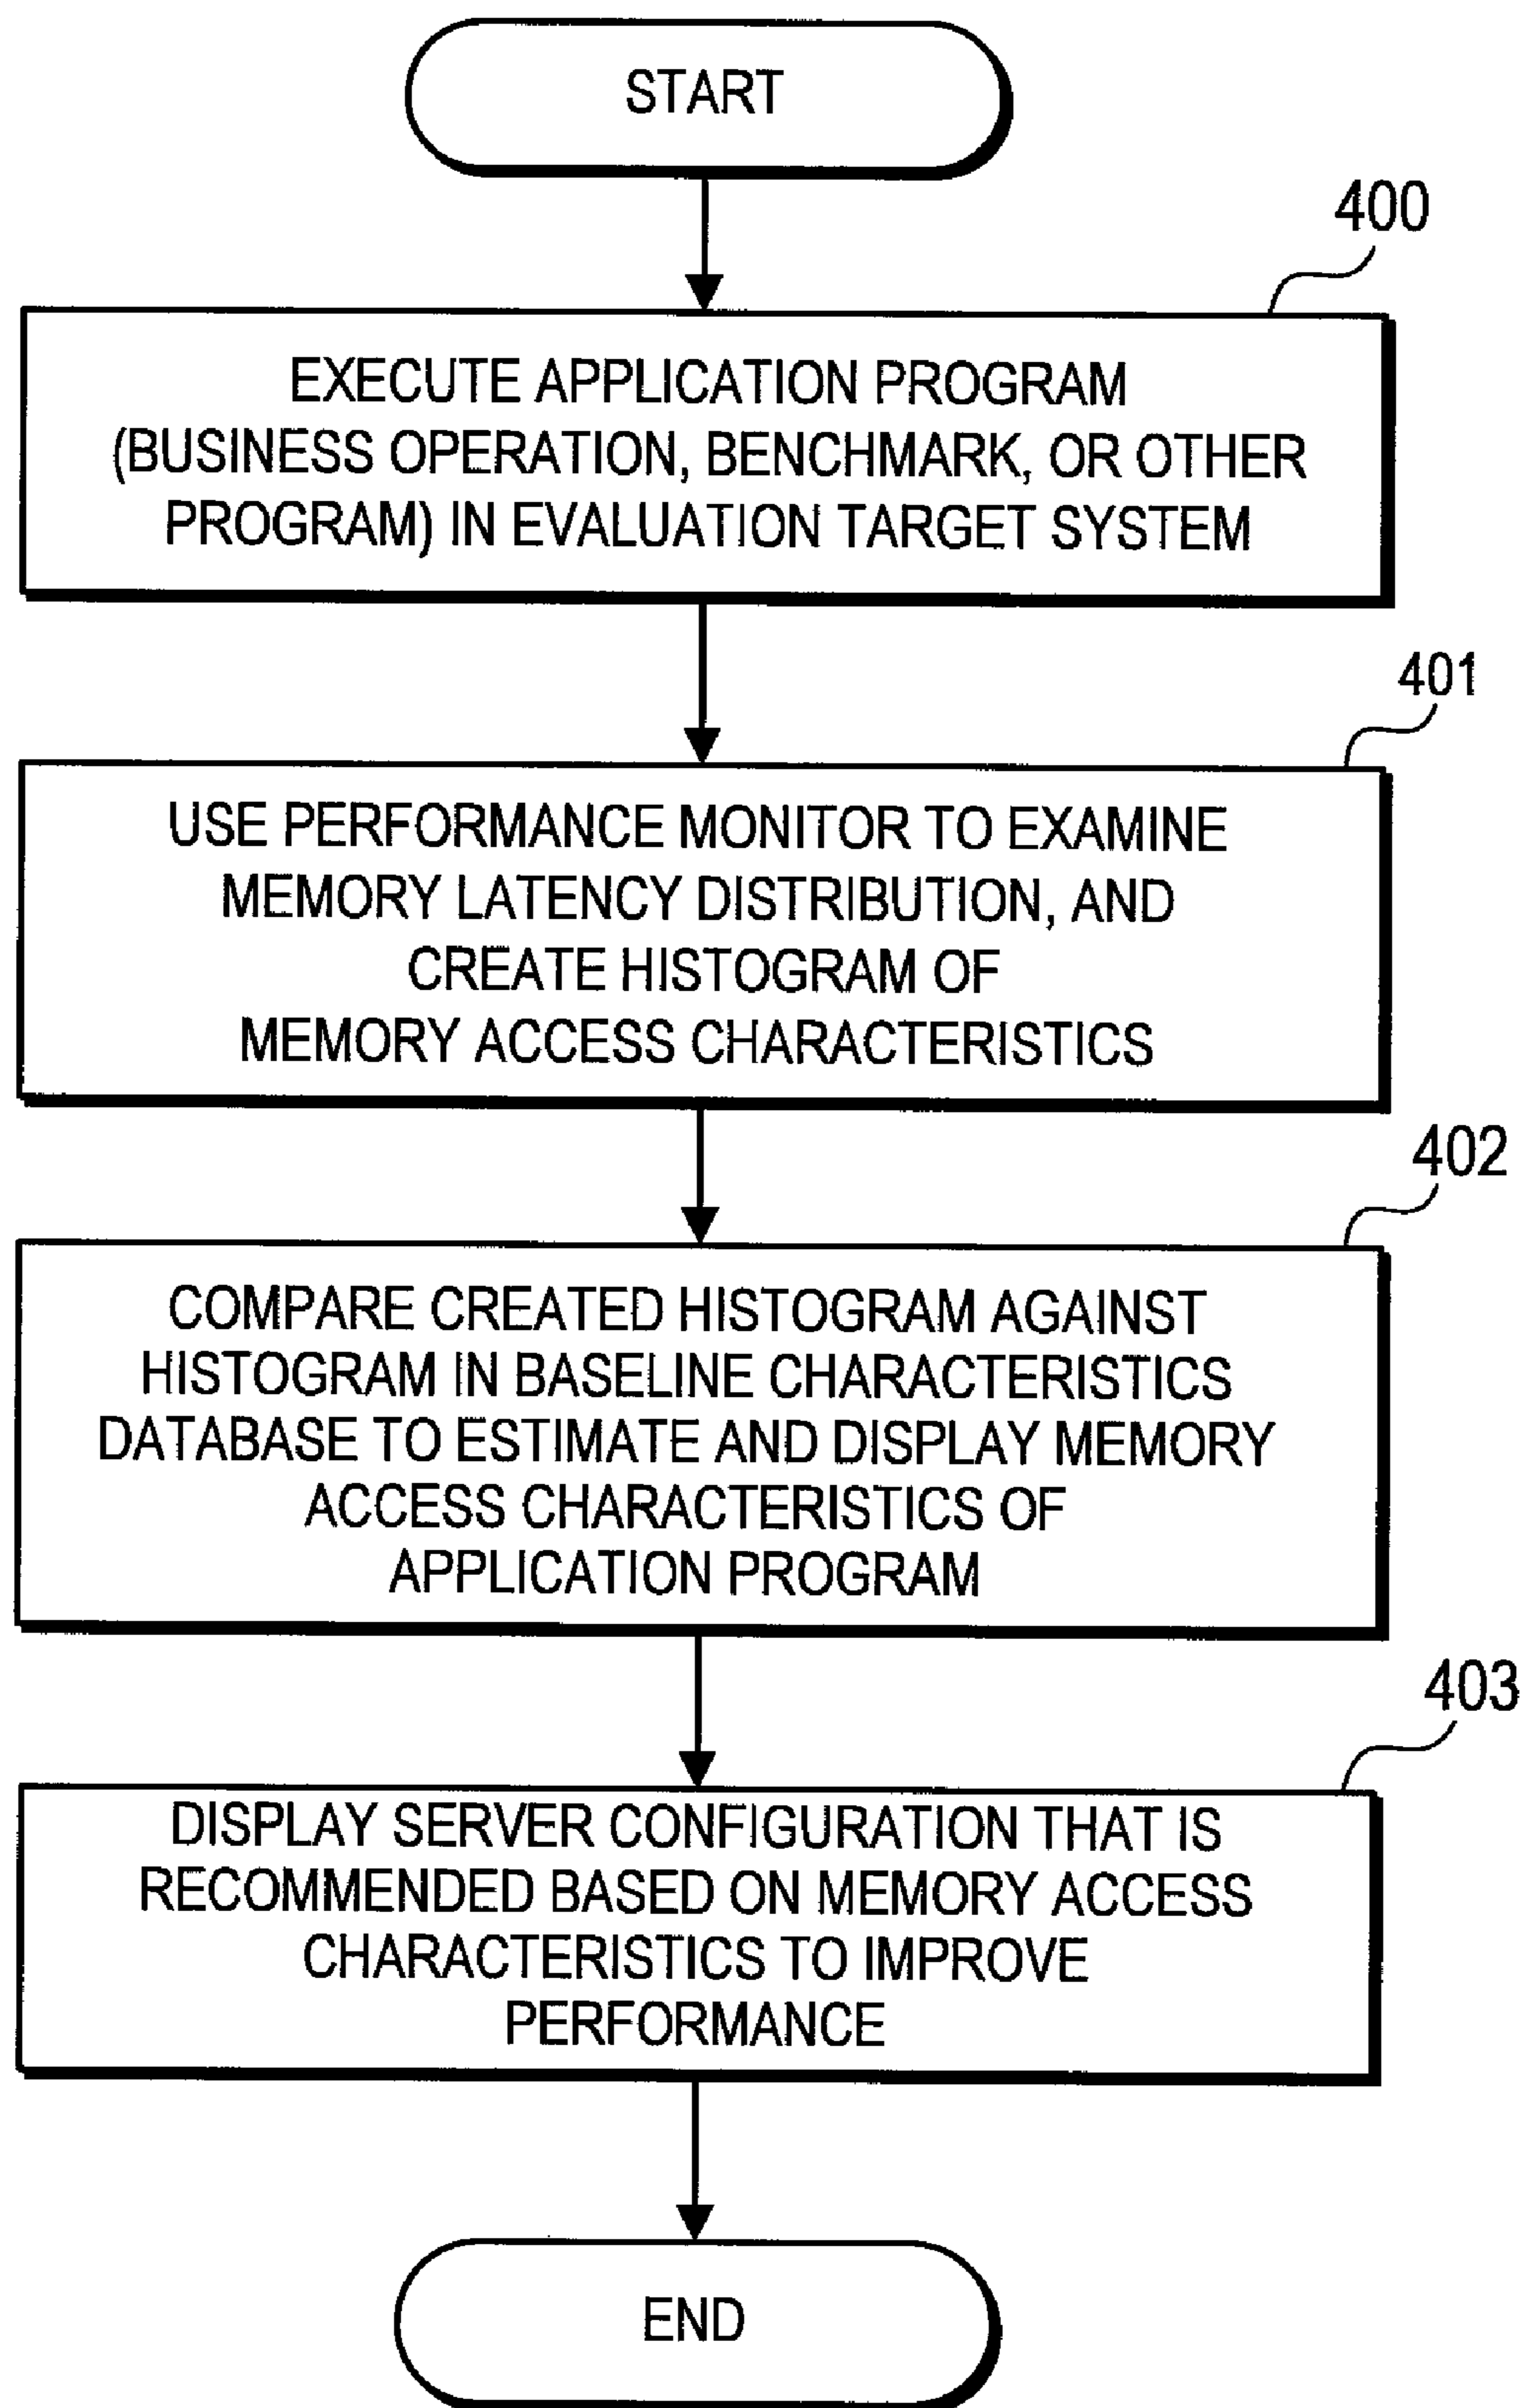 START
400
EXECUTE APPLICATION PROGRAM
(BUSINESS OPERATION, BENCHMARK, OR OTHER
PROGRAM) IN EVALUATION TARGET SYSTEM
401
USE PERFORMANCE MONITOR TO EXAMINE
MEMORY LATENCY DISTRIBUTION, AND
CREATE HISTOGRAM OF
MEMORY ACCESS CHARACTERISTICS
402
COMPARE CREATED HISTOGRAM AGAINST
HISTOGRAM IN BASELINE CHARACTERISTICS
DATABASE TO ESTIMATE AND DISPLAY MEMORY
ACCESS CHARACTERISTICS OF
APPLICATION PROGRAM
403
DISPLAY SERVER CONFIGURATION THAT IS
RECOMMENDED BASED ON MEMORY ACCESS
CHARACTERISTICS TO IMPROVE
PERFORMANCE
END